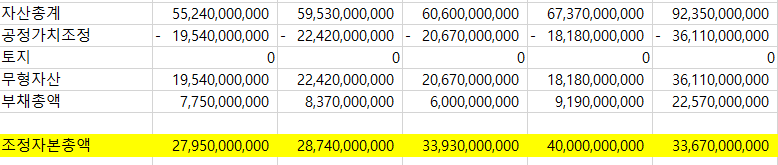 자산총계 55,240,000,000 59,530,000,000 60,600,000,000 67,370,000,000 92,350,000,000
공정가치조정 - 19,540,000,000 - 22,420,000,000 - 20,670,000,000 - 18,180,000,000 - 36,110,000,000
토지 0 0 0 0 0
무형자산 19,540,000,000 22,420,000,000 20,670,000,000 18,180,000,000 36,110,000,000
부채총액 7,750,000,000 8,370,000,000 6,000,000,000 9,190,000,000 22,570,000,000
조정자본총액 27,950,000,000 28,740,000,000 33,930,000,000 40,000,000,000 33,670,000,000